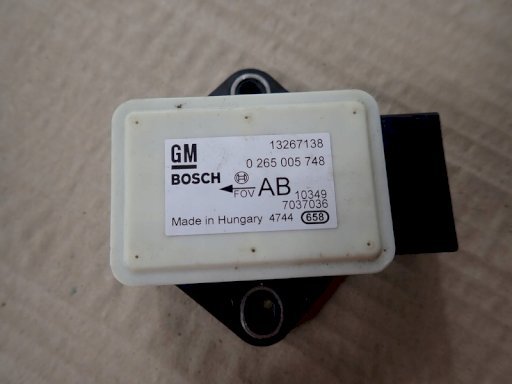 GM
13267138
0 265 005 748
BOSCH
FOV AB
10349
7037036
Made in Hungary 4744 658